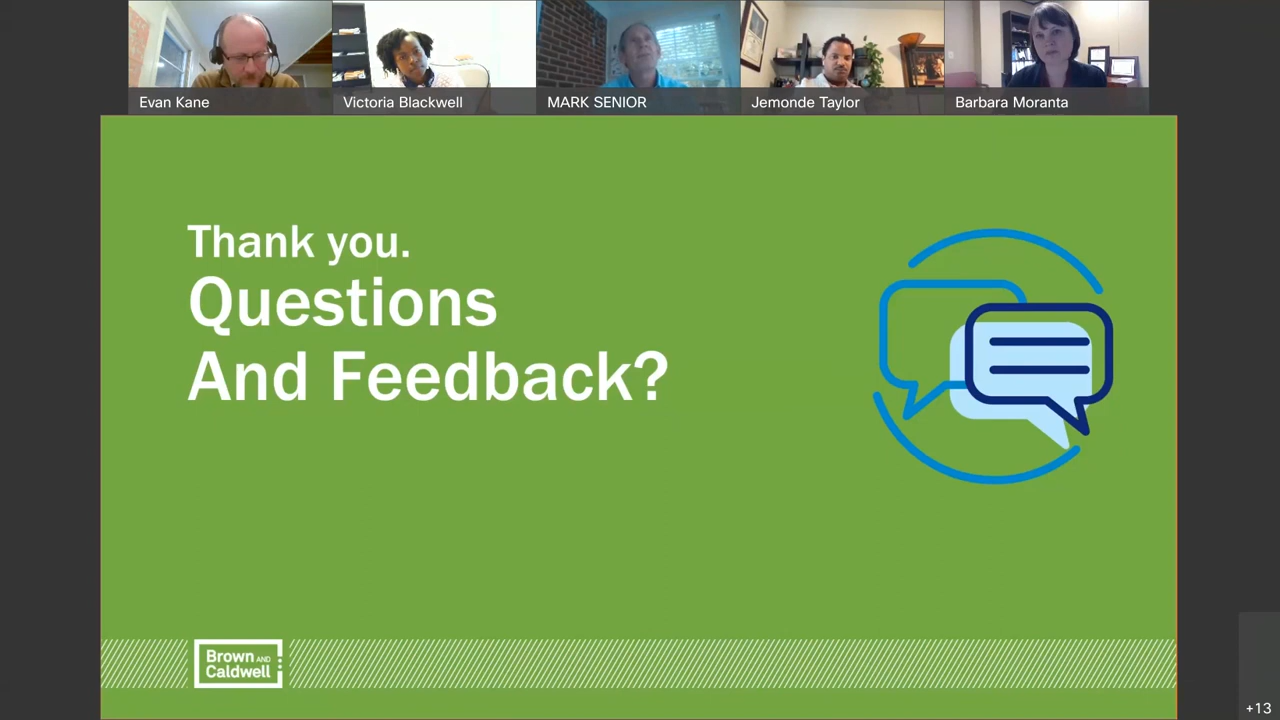 Evan Kane
Victoria Blackwell
MARK SENIOR
Jemonde Taylor
Barbara Moranta
Thank you.
Questions
And Feedback?
Brown AND
Caldwell
+13